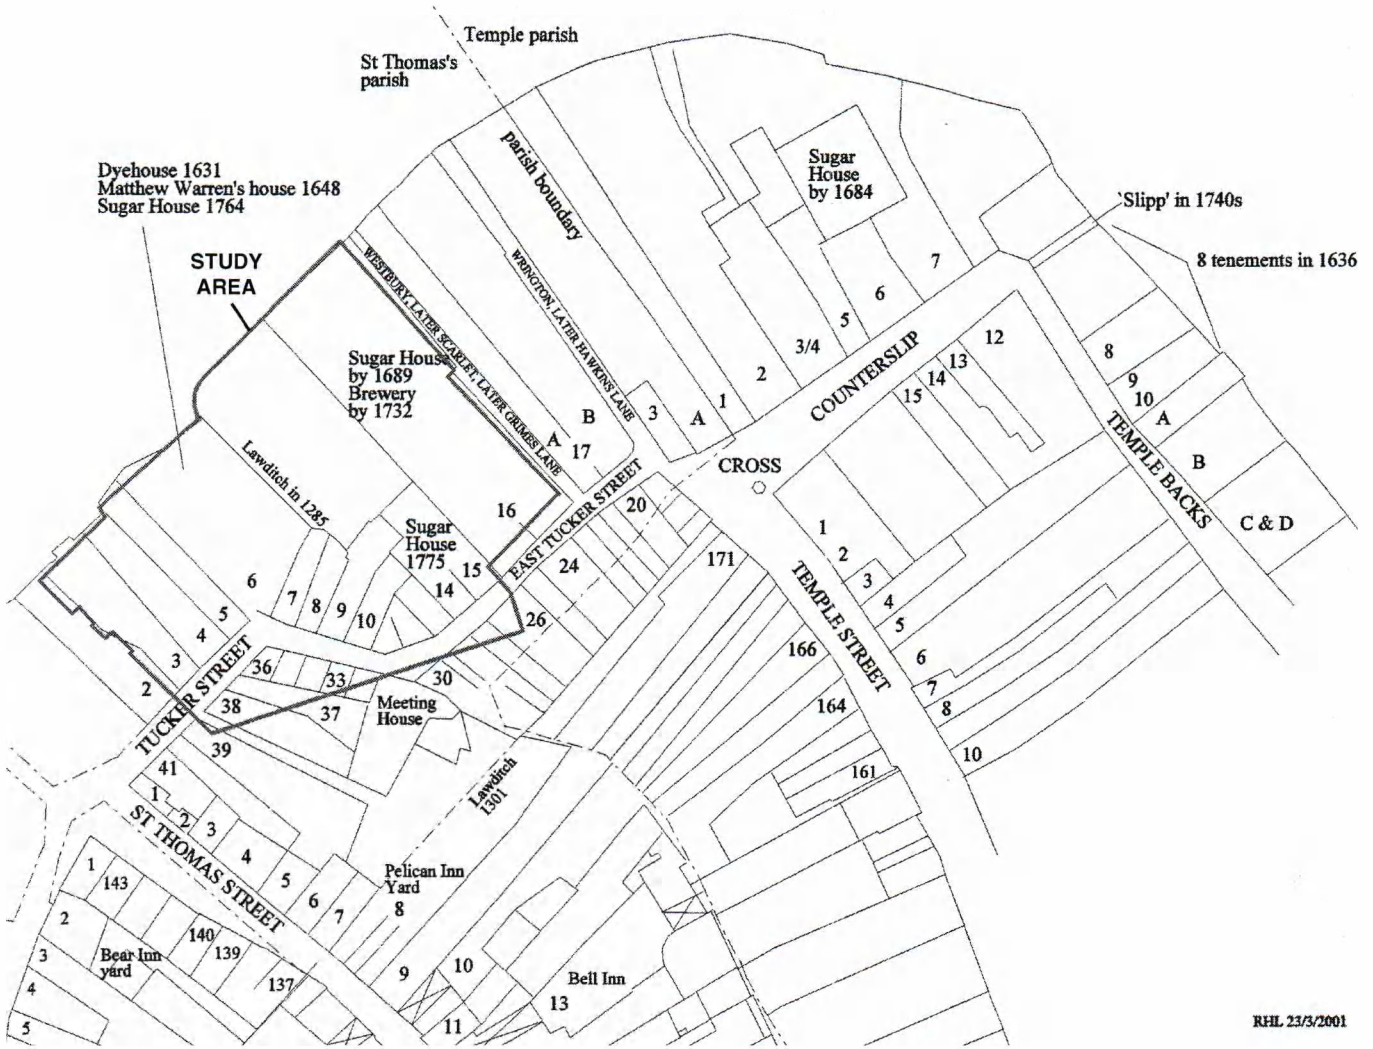 Temple parish
St Thomas's
parish
parish boundary
Dyehouse 1631
Matthew Warren's house 1648
Sugar House 1764
STUDY
AREA
Sugar
House
by 1684
`Slipp' in 1740s
8 tenements in 1636
WESTBURY, LATER SCARLET, LATER GRIMES LANE
WRINGTON, LATER HAWKINS LANE
Sugar House
by 1689
Brewery
by 1732
Lawditch in 1285
Sugar
House
1775
A
B
17
3
A
1
2
3/4
5
6
7
COUNTERSLIP
12
13
14
15
8
9
10
A
B
C & D
TEMPLE BACKS
CROSS
EAST TUCKER STREET
16
15
14
20
24
26
30
6
7
8
9
10
5
4
3
2
TUCKER STREET
36
33
38
37
39
41
Meeting
House
171
166
164
161
TEMPLE STREET
1
2
3
4
5
6
7
8
10
Lawditch
1301
ST THOMAS STREET
1
2
3
4
5
6
7
8
9
10
11
13
Pelican Inn
Yard
Bell Inn
1
143
2
140
139
137
3
4
5
Bear Inn
yard
RHL 23/3/2001